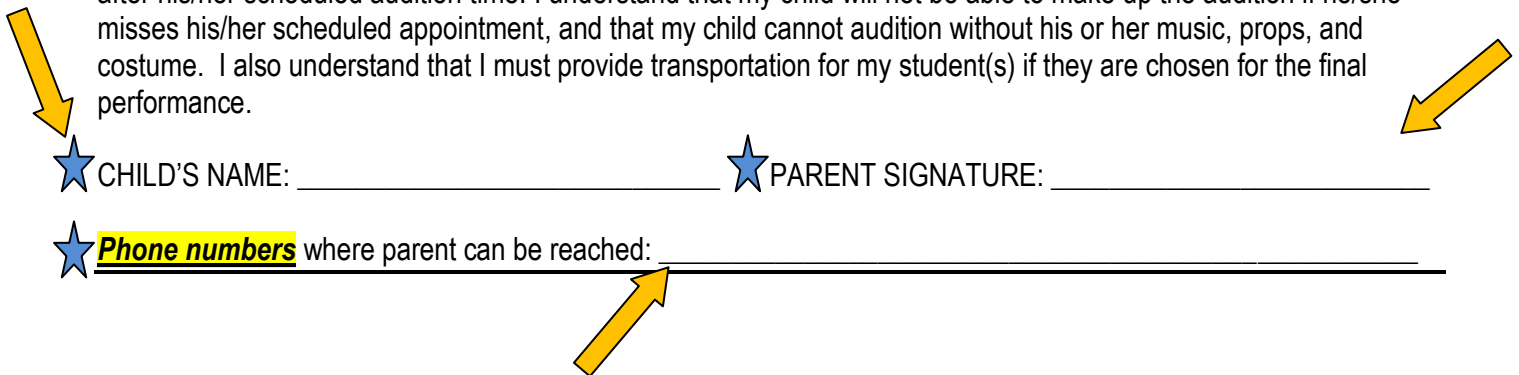 after his/her scheduled audition time. I understand that my child will not be able to make up the audition if he/she
misses his/her scheduled appointment, and that my child cannot audition without his or her music, props, and
costume.  I also understand that I must provide transportation for my student(s) if they are chosen for the final
performance.
CHILD'S NAME: _____________________________ PARENT SIGNATURE: __________________________
Phone numbers where parent can be reached: ____________________________________________________